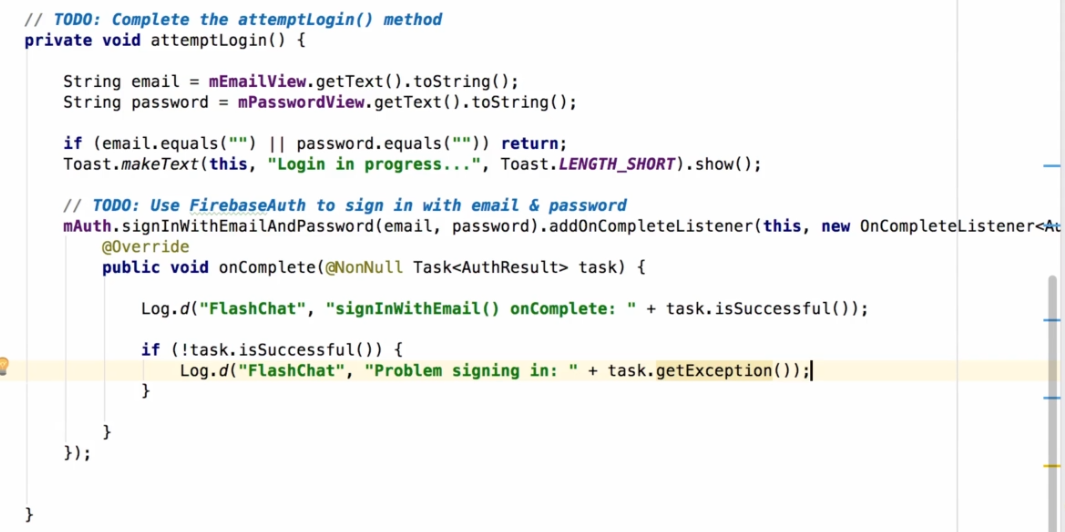 // TODO: Complete the attemptLogin() method
private void attemptLogin() {
String email = mEmailView.getText().toString();
String password = mPasswordView.getText().toString();
if (email.equals("") || password.equals("")) return;
Toast.makeText(this, "Login in progress...", Toast.LENGTH_SHORT).show();
// TODO: Use FirebaseAuth to sign in with email & password
mAuth.signInWithEmailAndPassword(email, password).addOnCompleteListener(this, new OnCompleteListener<Au
@Override
public void onComplete(@NonNull Task<AuthResult> task) {
Log.d("FlashChat", "signInWithEmail() onComplete: " + task.isSuccessful());
if (!task.isSuccessful()) {
Log.d("FlashChat", "Problem signing in: " + task.getException());
}
}
});
}